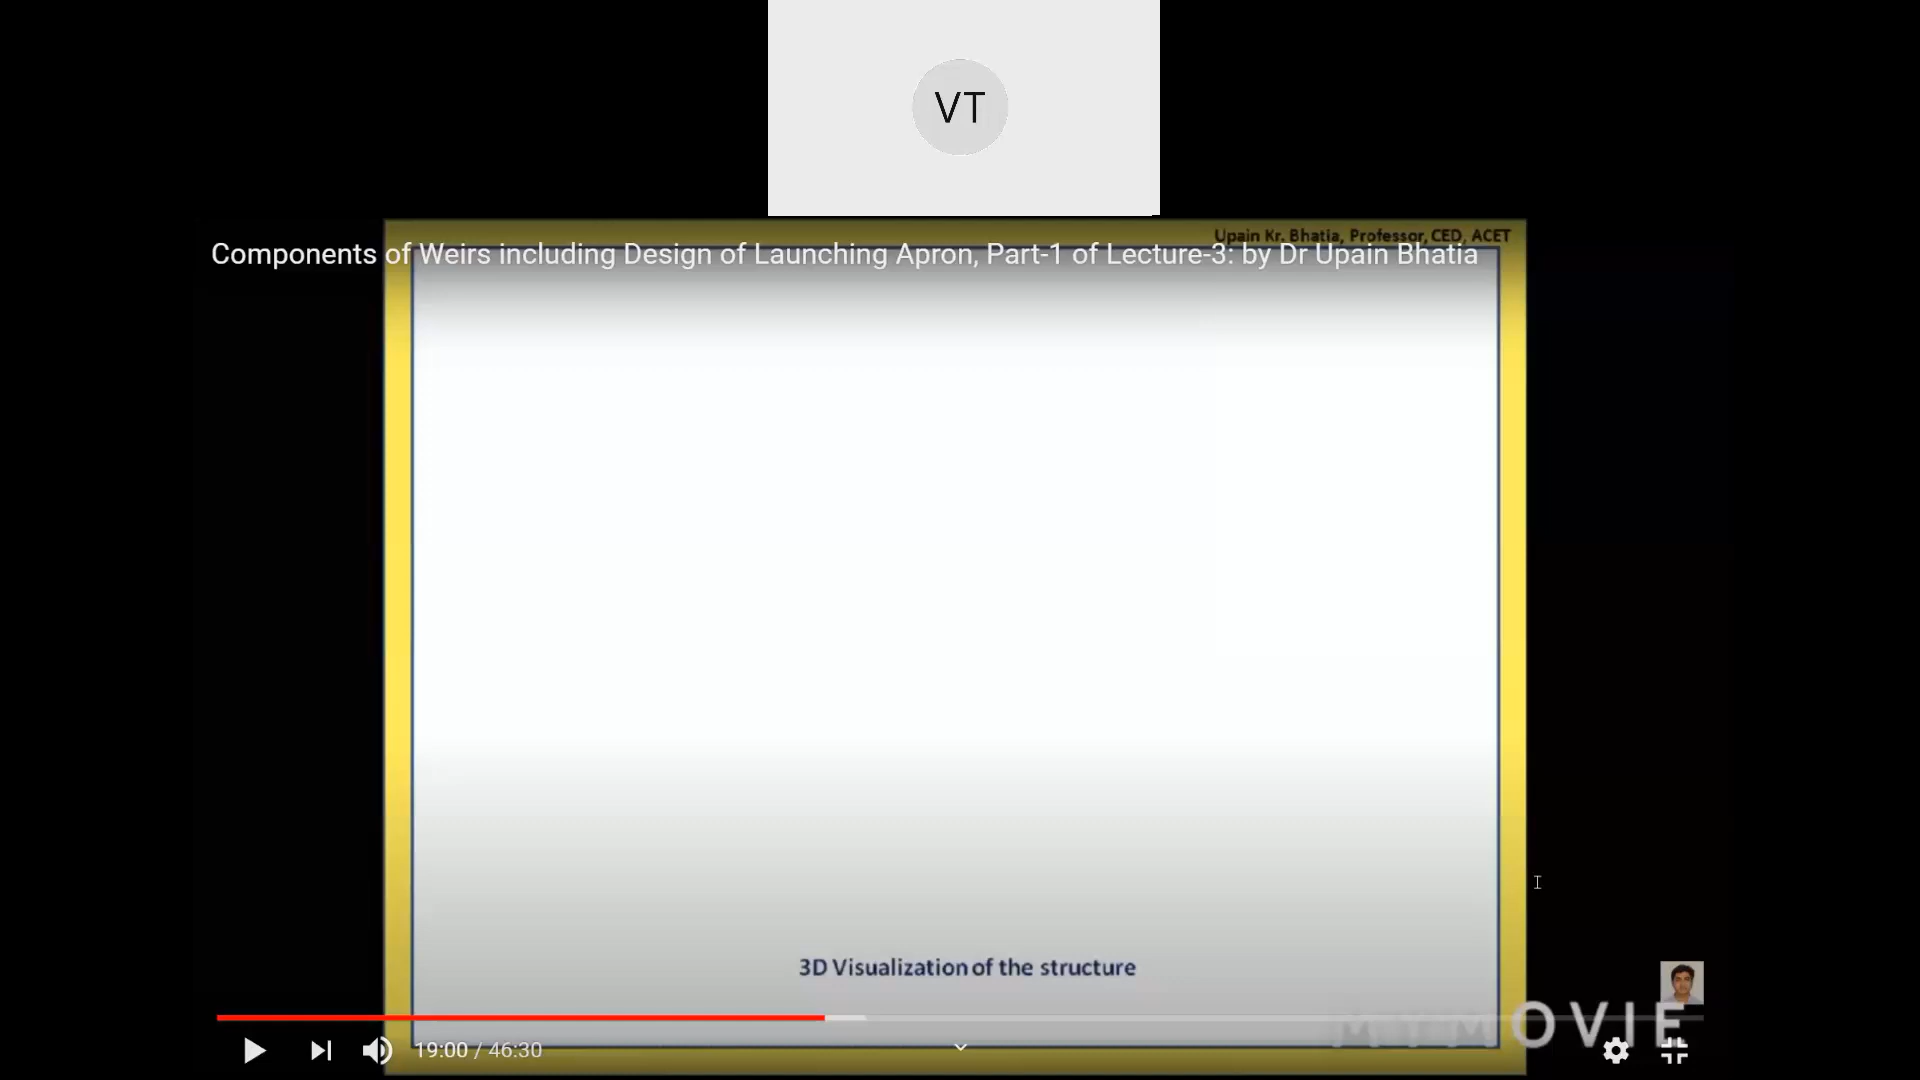 VT
Upain Kr. Bhatia, Professor, CED, ACET
Components of Weirs including Design of Launching Apron, Part-1 of Lecture-3: by Dr Upain Bhatia
3D Visualization of the structure
MYMOVIE
19:00 / 46:30